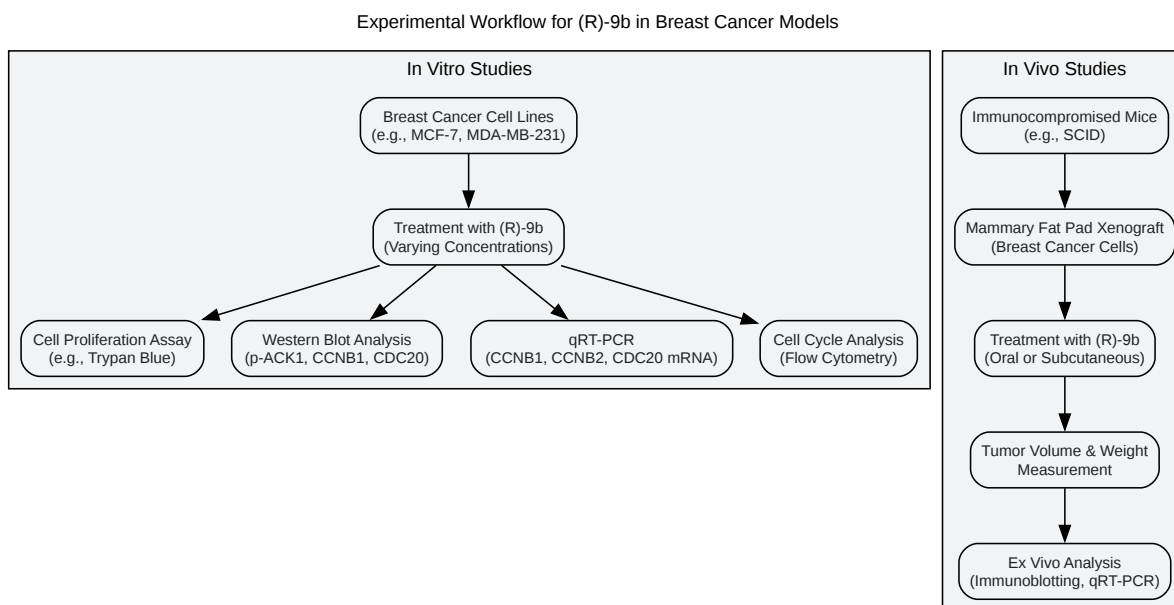 Experimental Workflow for (R)-9b in Breast Cancer Models
In Vitro Studies
Breast Cancer Cell Lines
(e.g., MCF-7, MDA-MB-231)
Treatment with (R)-9b
(Varying Concentrations)
Cell Proliferation Assay
(e.g., Trypan Blue)
Western Blot Analysis
(p-ACK1, CCNB1, CDC20)
qRT-PCR
(CCNB1, CCNB2, CDC20 mRNA)
Cell Cycle Analysis
(Flow Cytometry)
In Vivo Studies
Immunocompromised Mice
(e.g., SCID)
Mammary Fat Pad Xenograft
(Breast Cancer Cells)
Treatment with (R)-9b
(Oral or Subcutaneous)
Tumor Volume & Weight
Measurement
Ex Vivo Analysis
(Immunoblotting, qRT-PCR)